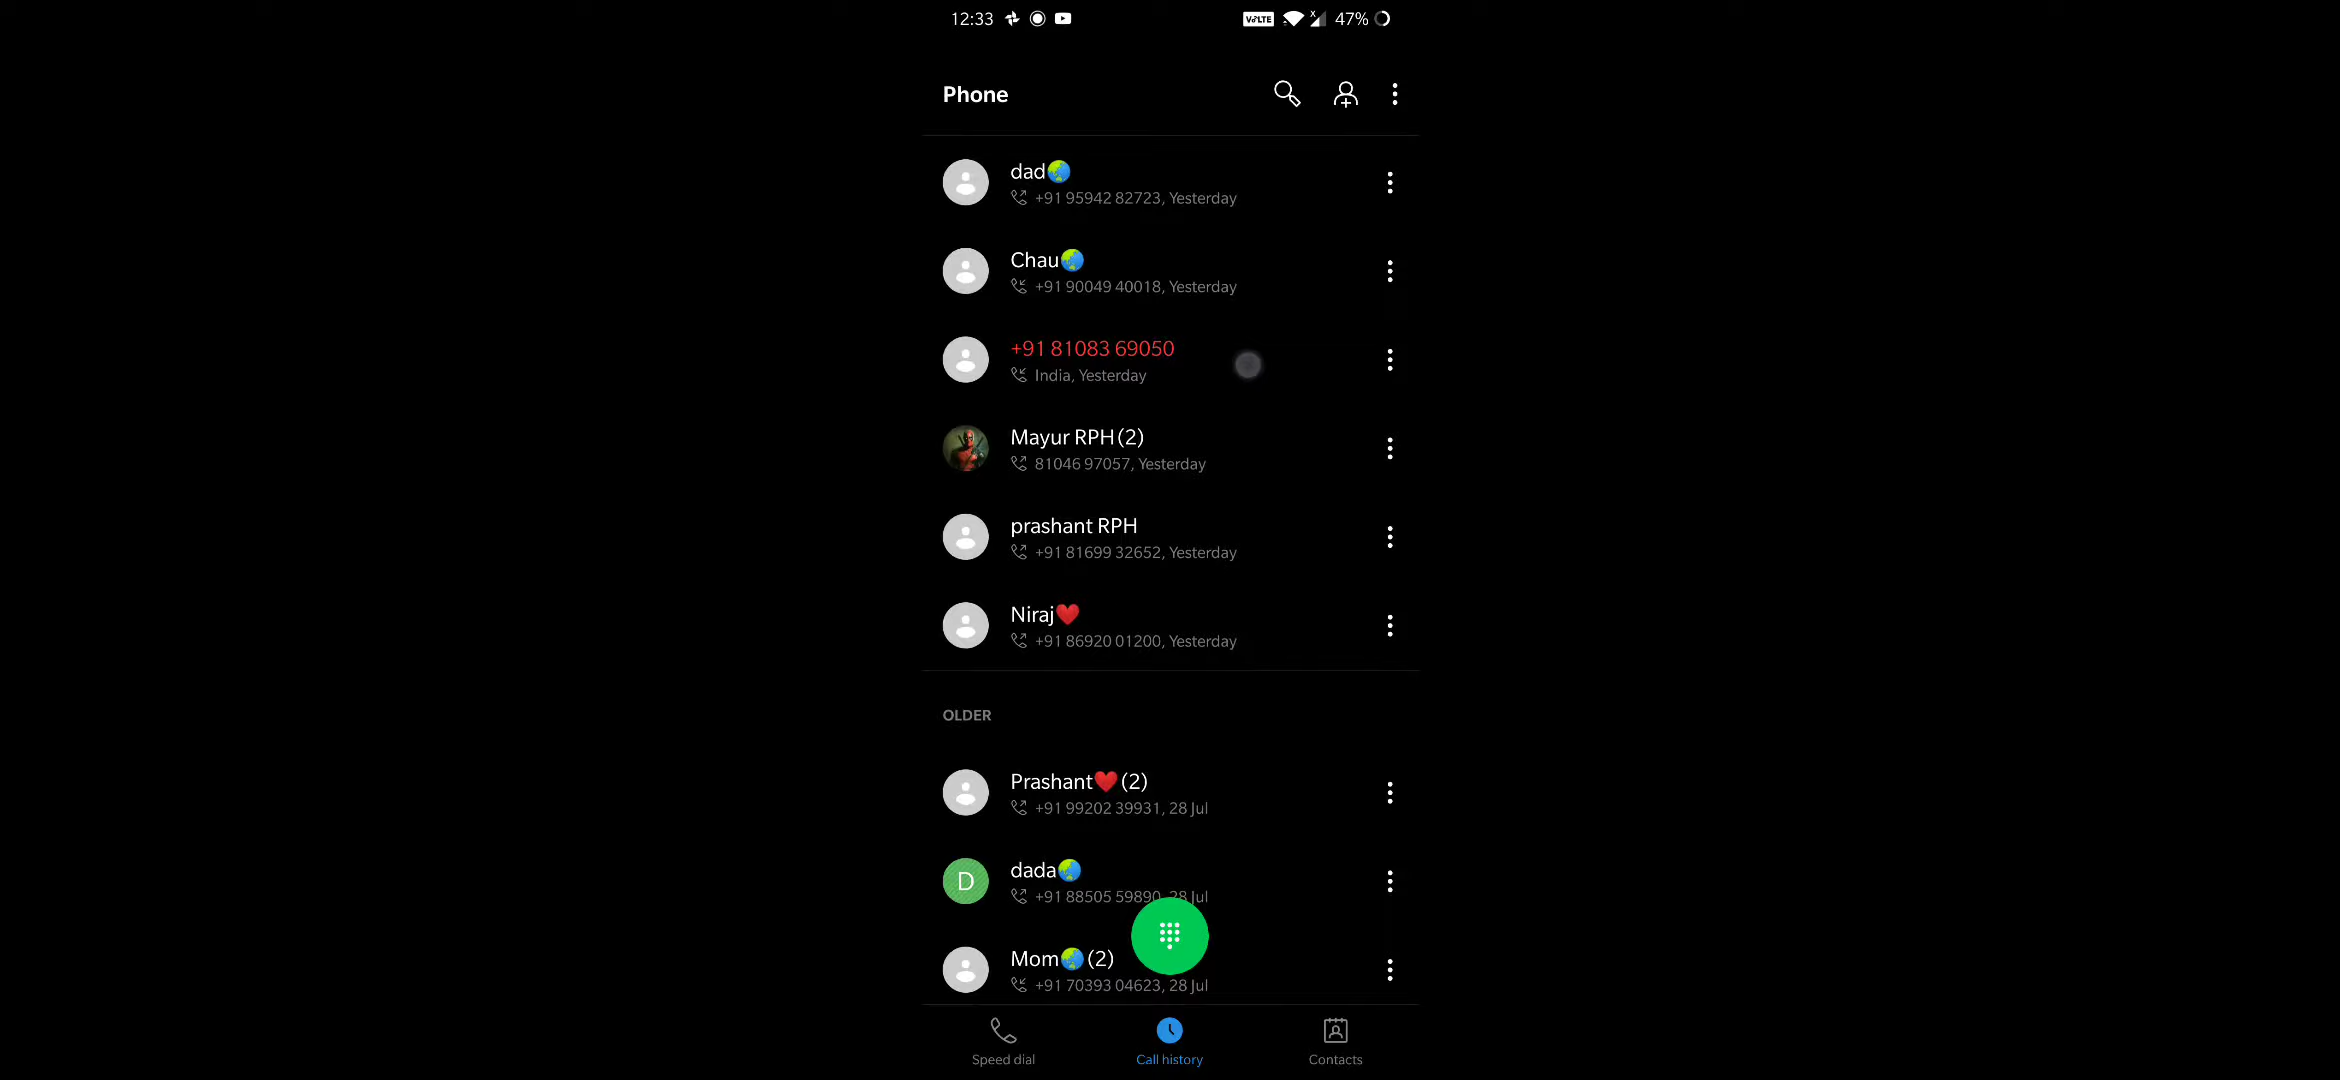 12:33 VoLTE 47%
Phone
dad🌏
+91 95942 82723, Yesterday
Chau🌏
+91 90049 40018, Yesterday
+91 81083 69050
India, Yesterday
Mayur RPH (2)
81046 97057, Yesterday
prashant RPH
+91 81699 32652, Yesterday
Niraj❤️
+91 86920 01200, Yesterday
OLDER
Prashant❤️ (2)
+91 99202 39931, 28 Jul
D
dada🌏
+91 88505 59890, 28 Jul
Mom🌏 (2)
+91 70393 04623, 28 Jul
Speed dial
Call history
Contacts